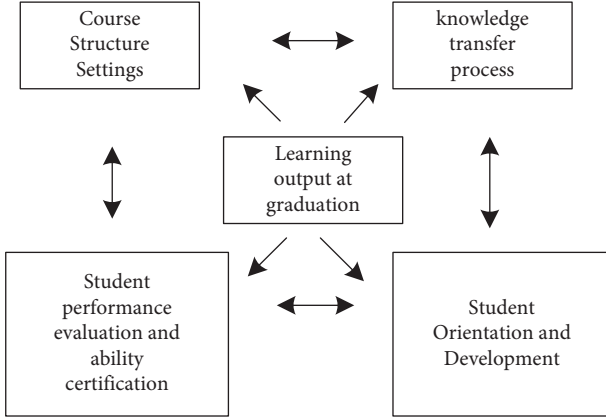 Course
Structure
Settings
knowledge
transfer
process
Learning
output at
graduation
Student
performance
evaluation and
ability
certification
Student
Orientation and
Development